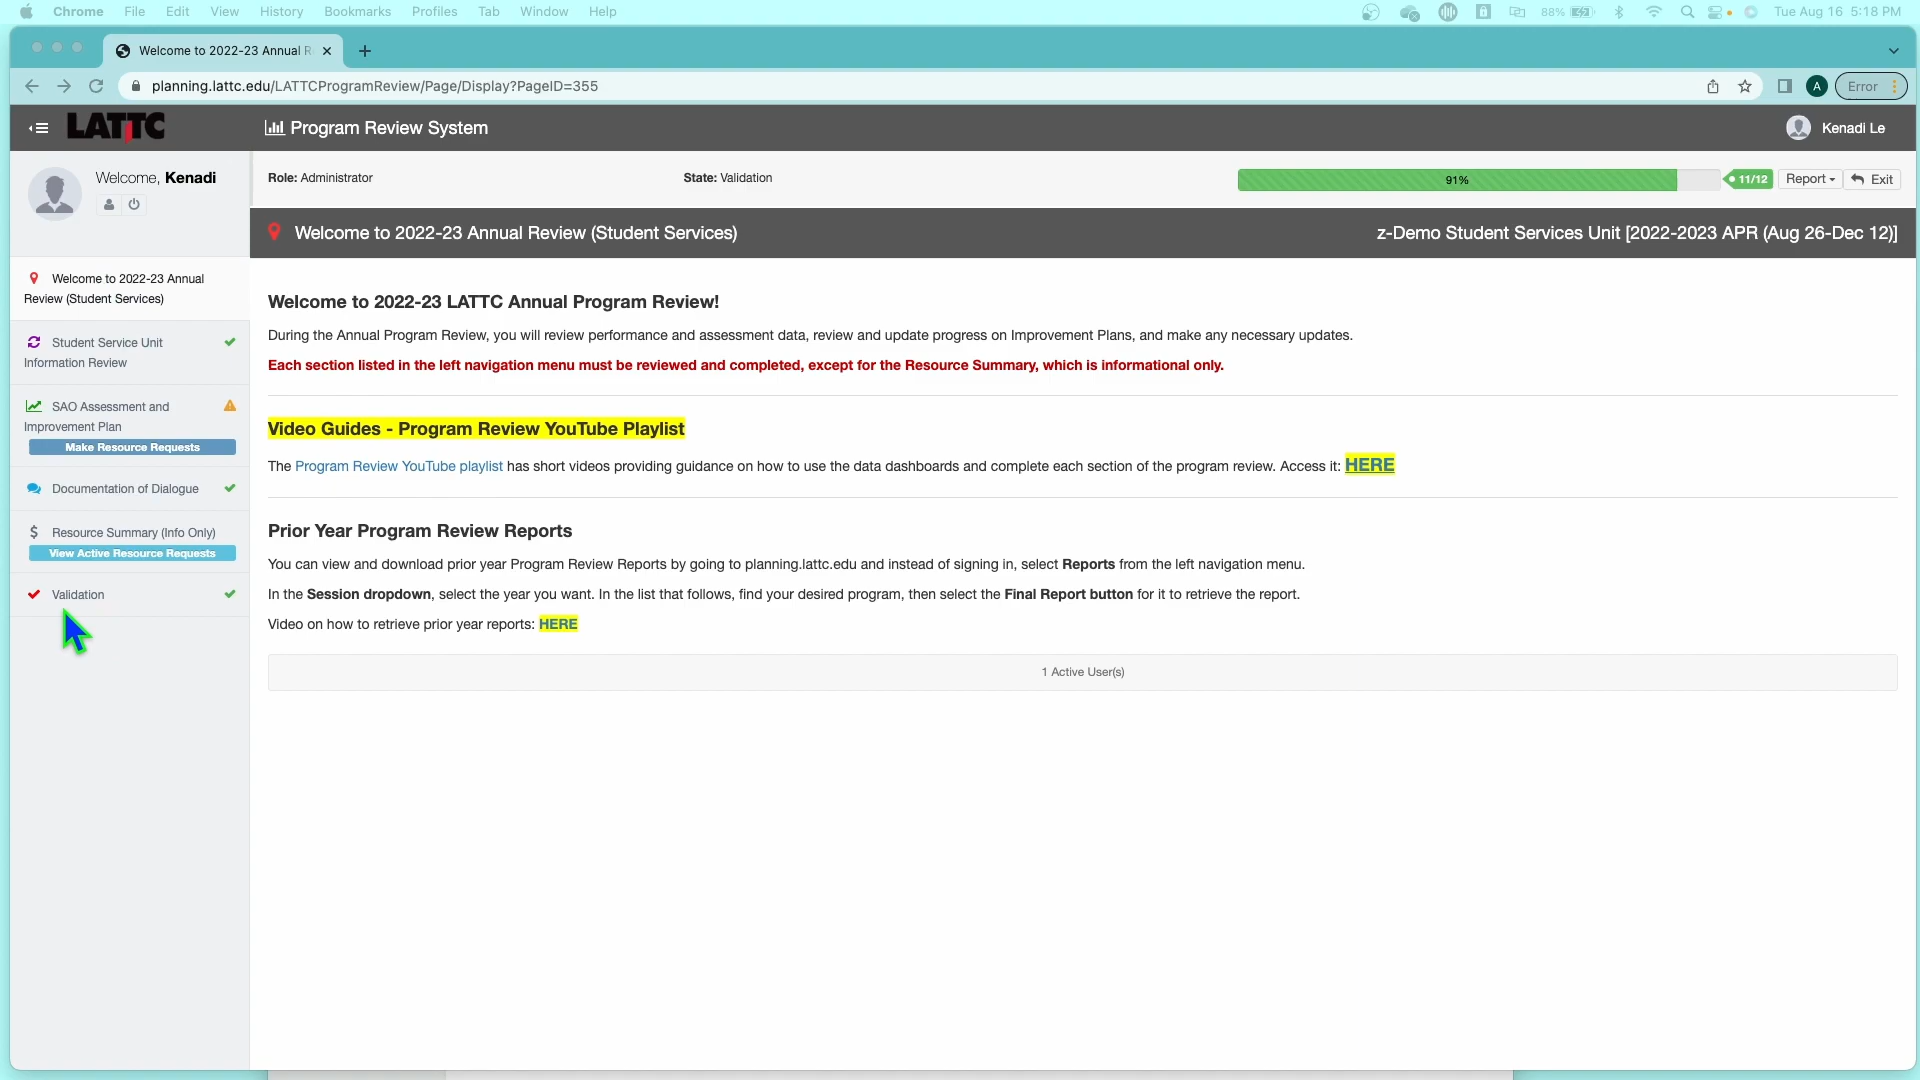 Chrome File Edit View History Bookmarks Profiles Tab Window Help 88% Tue Aug 16 5:18 PM
Welcome to 2022-23 Annual R
planning.lattc.edu/LATTCProgramReview/Page/Display?PageID=355 A Error
LATTC Program Review System Kenadi Le
Welcome, Kenadi
Role: Administrator State: Validation 91% 11/12 Report Exit
Welcome to 2022-23 Annual Review (Student Services) z-Demo Student Services Unit [2022-2023 APR (Aug 26-Dec 12)]
Welcome to 2022-23 Annual
Review (Student Services)
Student Service Unit
Information Review
SAO Assessment and
Improvement Plan
Make Resource Requests
Documentation of Dialogue
$ Resource Summary (Info Only)
View Active Resource Requests
Validation
Welcome to 2022-23 LATTC Annual Program Review!
During the Annual Program Review, you will review performance and assessment data, review and update progress on Improvement Plans, and make any necessary updates.
Each section listed in the left navigation menu must be reviewed and completed, except for the Resource Summary, which is informational only.
Video Guides - Program Review YouTube Playlist
The Program Review YouTube playlist has short videos providing guidance on how to use the data dashboards and complete each section of the program review. Access it: HERE
Prior Year Program Review Reports
You can view and download prior year Program Review Reports by going to planning.lattc.edu and instead of signing in, select Reports from the left navigation menu.
In the Session dropdown, select the year you want. In the list that follows, find your desired program, then select the Final Report button for it to retrieve the report.
Video on how to retrieve prior year reports: HERE
1 Active User(s)